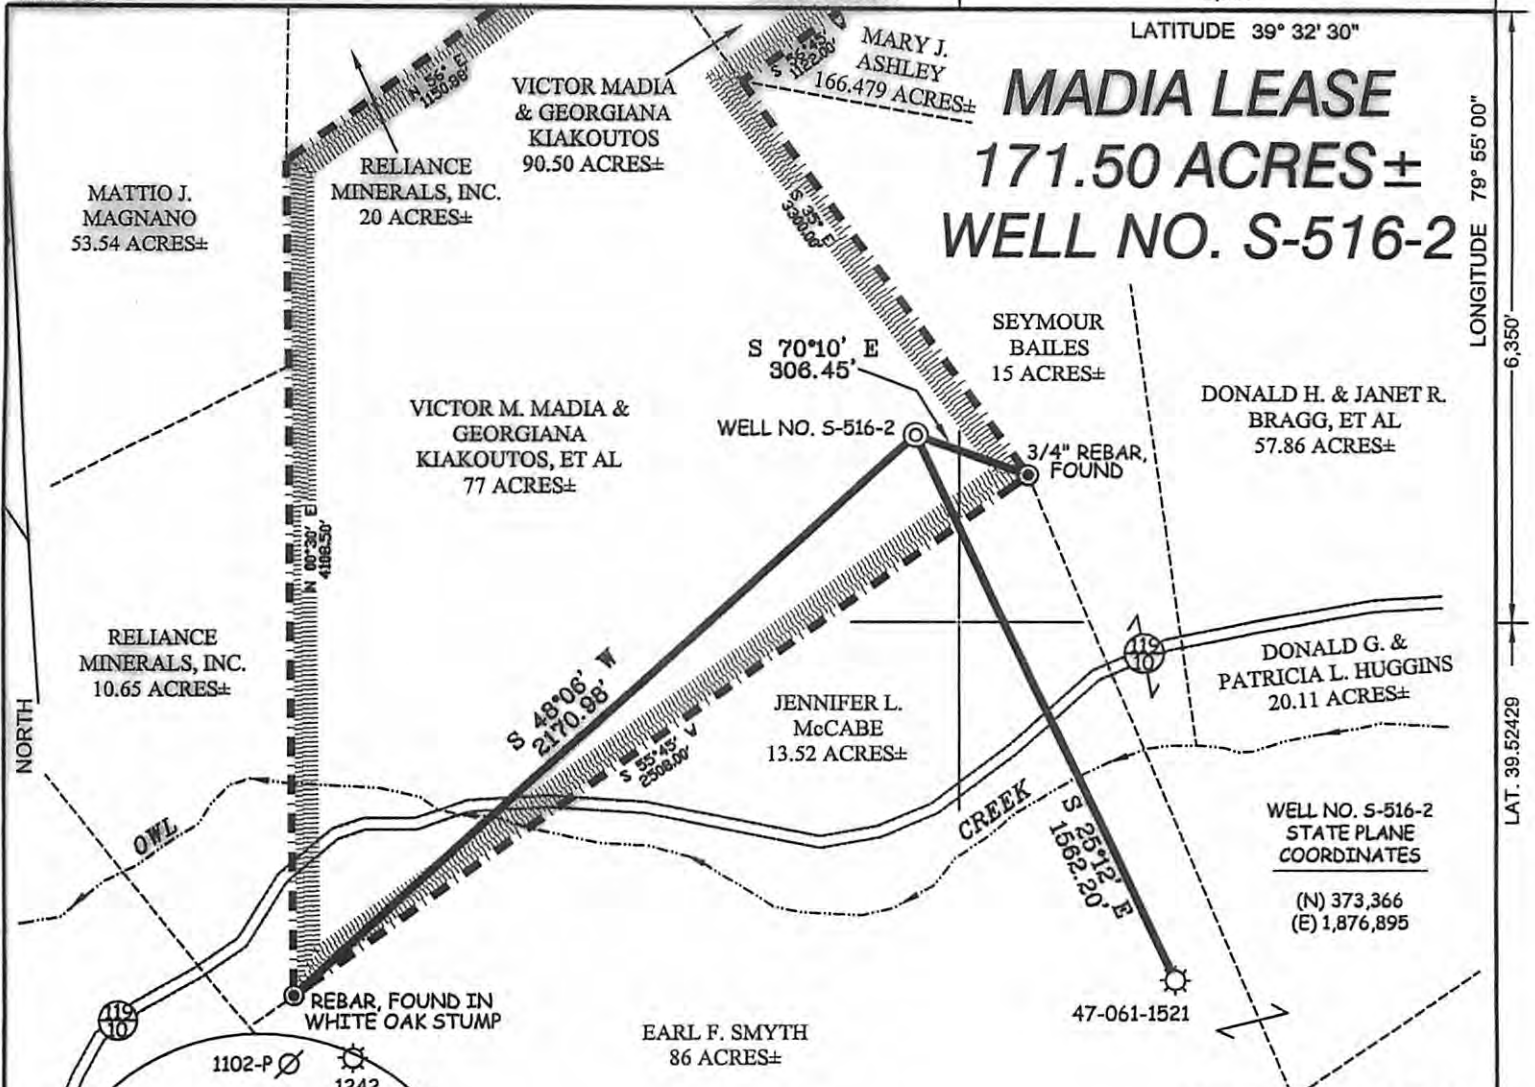 LATITUDE 39° 32' 30"
MADIA LEASE
171.50 ACRES ±
WELL NO. S-516-2
LONGITUDE 79° 55' 00"
6,350'
LAT. 39.52429
NORTH
N 56° E
1150.88'
S 56°45'
1122.00'
MARY J.
ASHLEY
166.479 ACRES±
VICTOR MADIA
& GEORGIANA
KIAKOUTOS
90.50 ACRES±
RELIANCE
MINERALS, INC.
20 ACRES±
MATTIO J.
MAGNANO
53.54 ACRES±
S 35° E
3300.00'
SEYMOUR
BAILES
15 ACRES±
S 70°10' E
306.45'
WELL NO. S-516-2
3/4" REBAR,
FOUND
DONALD H. & JANET R.
BRAGG, ET AL
57.86 ACRES±
VICTOR M. MADIA &
GEORGIANA
KIAKOUTOS, ET AL
77 ACRES±
N 00°30' E
4108.50'
RELIANCE
MINERALS, INC.
10.65 ACRES±
S 48°06' W
2170.98'
S 55°45' W
2508.00'
JENNIFER L.
McCABE
13.52 ACRES±
119
10
DONALD G. &
PATRICIA L. HUGGINS
20.11 ACRES±
OWL
CREEK
S 25°12' E
1562.20'
WELL NO. S-516-2
STATE PLANE
COORDINATES
(N) 373,366
(E) 1,876,895
47-061-1521
119
10
REBAR, FOUND IN
WHITE OAK STUMP
EARL F. SMYTH
86 ACRES±
1102-P
1242